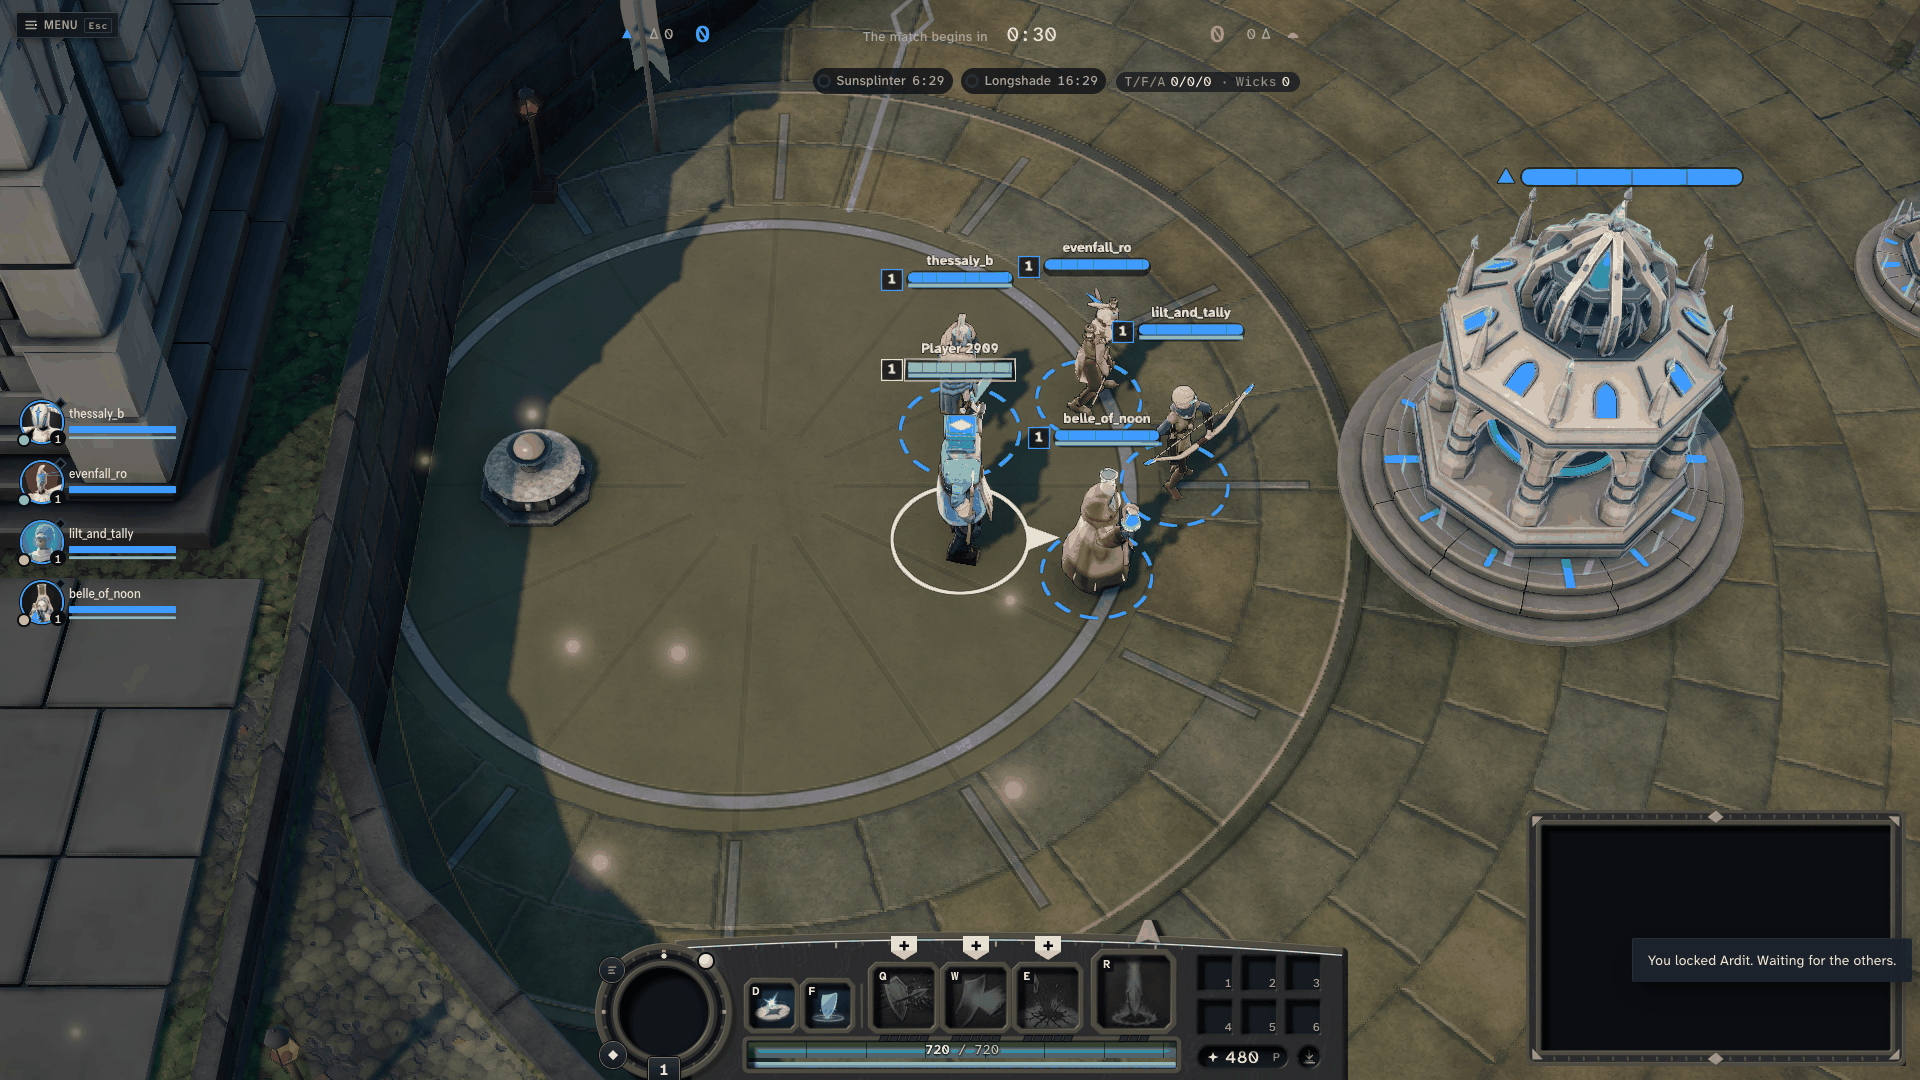 MENU Esc
0 0
The match begins in 0:30
0 0
Sunsplinter 6:29
Longshade 16:29
T/F/A 0/0/0 · Wicks 0
evenfall_ro
1
thessaly_b
1
lilt_and_tally
1
Player 2909
1
belle_of_noon
1
thessaly_b
1
evenfall_ro
1
lilt_and_tally
1
belle_of_noon
1
You locked Ardit. Waiting for the others.
D
F
Q
W
E
R
1 2 3
4 5 6
720 / 720
480 P
1